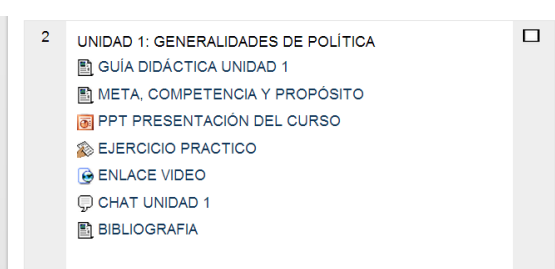 2
UNIDAD 1: GENERALIDADES DE POLÍTICA
GUÍA DIDÁCTICA UNIDAD 1
META, COMPETENCIA Y PROPÓSITO
PPT PRESENTACIÓN DEL CURSO
EJERCICIO PRACTICO
ENLACE VIDEO
CHAT UNIDAD 1
BIBLIOGRAFIA